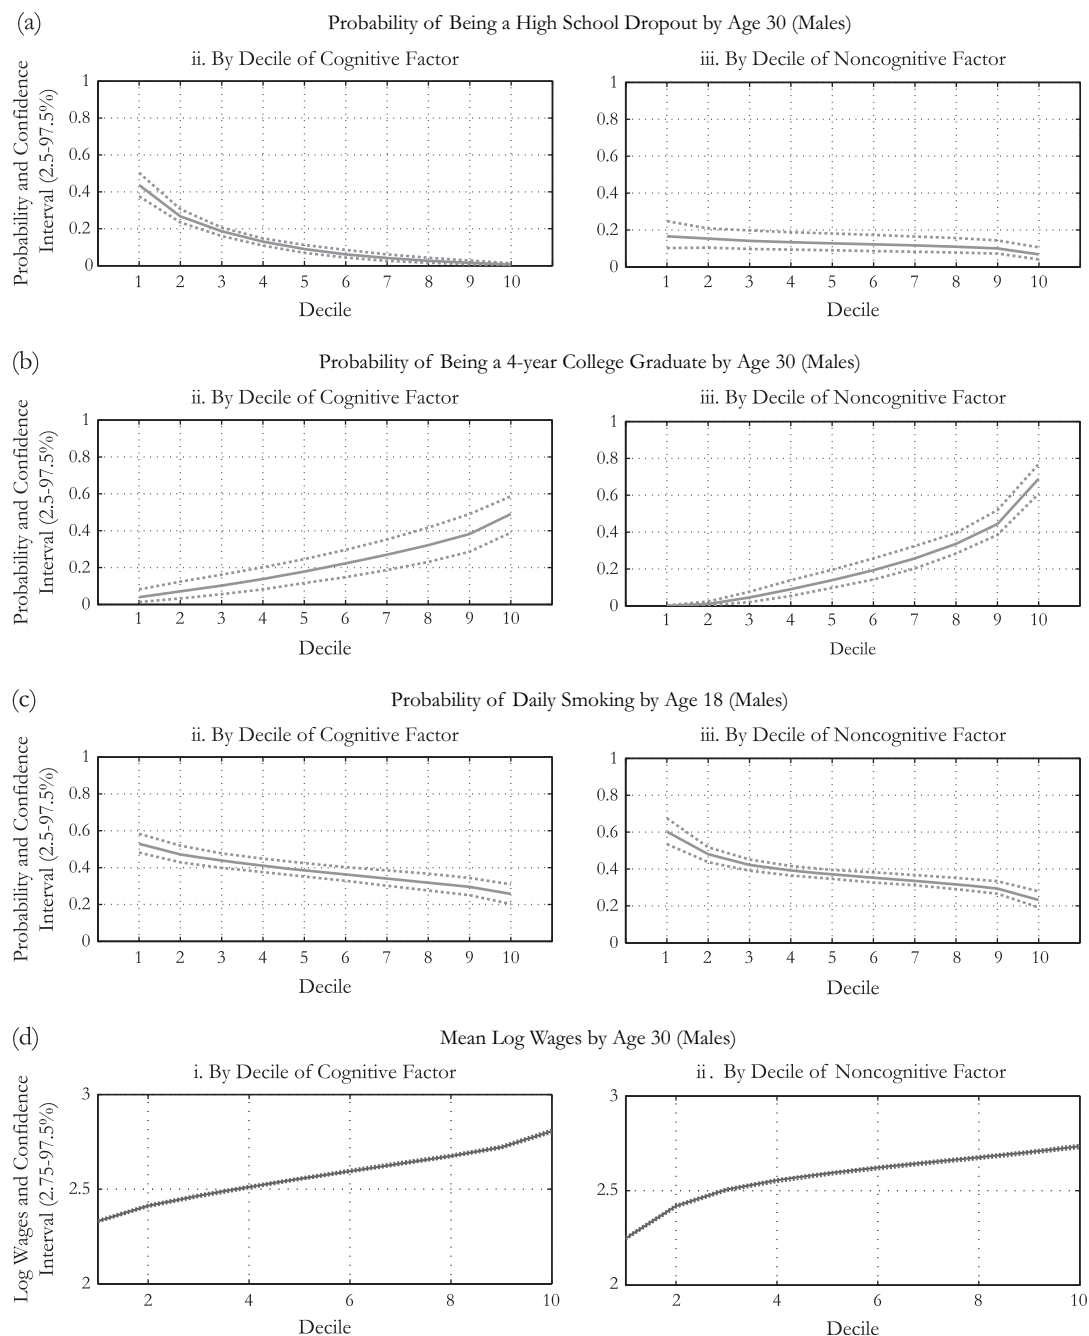 (a)
Probability of Being a High School Dropout by Age 30 (Males)
ii. By Decile of Cognitive Factor
Probability and Confidence
Interval (2.5-97.5%)
1
0.8
0.6
0.4
0.2
0
1 2 3 4 5 6 7 8 9 10
Decile
iii. By Decile of Noncognitive Factor
1
0.8
0.6
0.4
0.2
0
1 2 3 4 5 6 7 8 9 10
Decile
(b)
Probability of Being a 4-year College Graduate by Age 30 (Males)
ii. By Decile of Cognitive Factor
Probability and Confidence
Interval (2.5-97.5%)
1
0.8
0.6
0.4
0.2
0
1 2 3 4 5 6 7 8 9 10
Decile
iii. By Decile of Noncognitive Factor
1
0.8
0.6
0.4
0.2
0
1 2 3 4 5 6 7 8 9 10
Decile
(c)
Probability of Daily Smoking by Age 18 (Males)
ii. By Decile of Cognitive Factor
Probability and Confidence
Interval (2.5-97.5%)
1
0.8
0.6
0.4
0.2
0
1 2 3 4 5 6 7 8 9 10
Decile
iii. By Decile of Noncognitive Factor
1
0.8
0.6
0.4
0.2
0
1 2 3 4 5 6 7 8 9 10
Decile
(d)
Mean Log Wages by Age 30 (Males)
i. By Decile of Cognitive Factor
Log Wages and Confidence
Interval (2.75-97.5%)
3
2.5
2
2 4 6 8 10
Decile
ii. By Decile of Noncognitive Factor
3
2.5
2
2 4 6 8 10
Decile